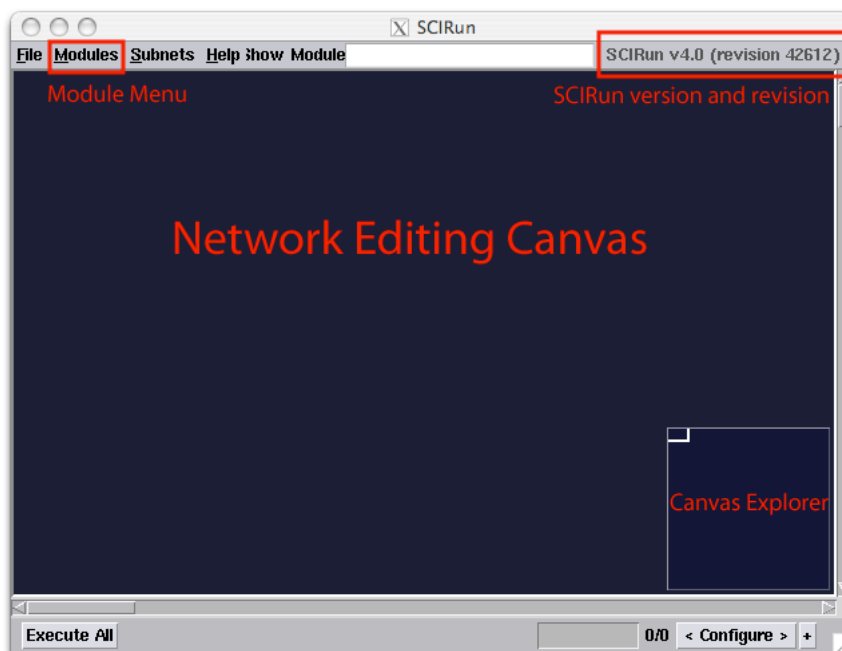 SCIRun
File Modules Subnets Help Show Module SCIRun v4.0 (revision 42612)
Module Menu SCIRun version and revision
Network Editing Canvas
Canvas Explorer
Execute All 0/0 < Configure > +